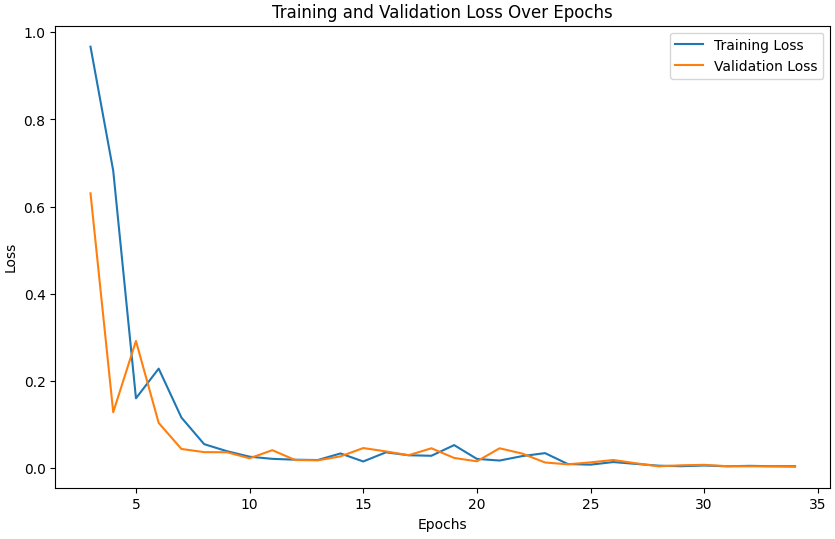 Training and Validation Loss Over Epochs
1.0
0.8
0.6
0.4
0.2
0.0
Loss
Training Loss
Validation Loss
5 10 15 20 25 30 35
Epochs